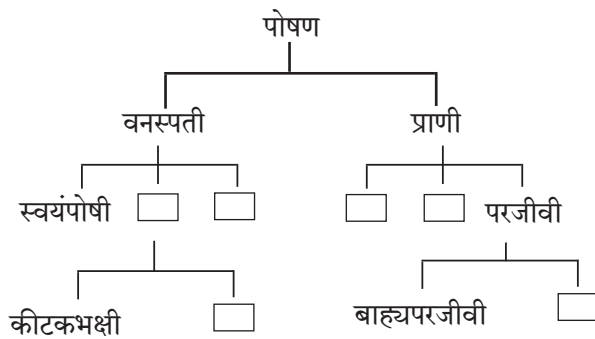 पोषण
वनस्पती प्राणी
स्वयंपोषी परजीवी
कीटकभक्षी बाह्यपरजीवी